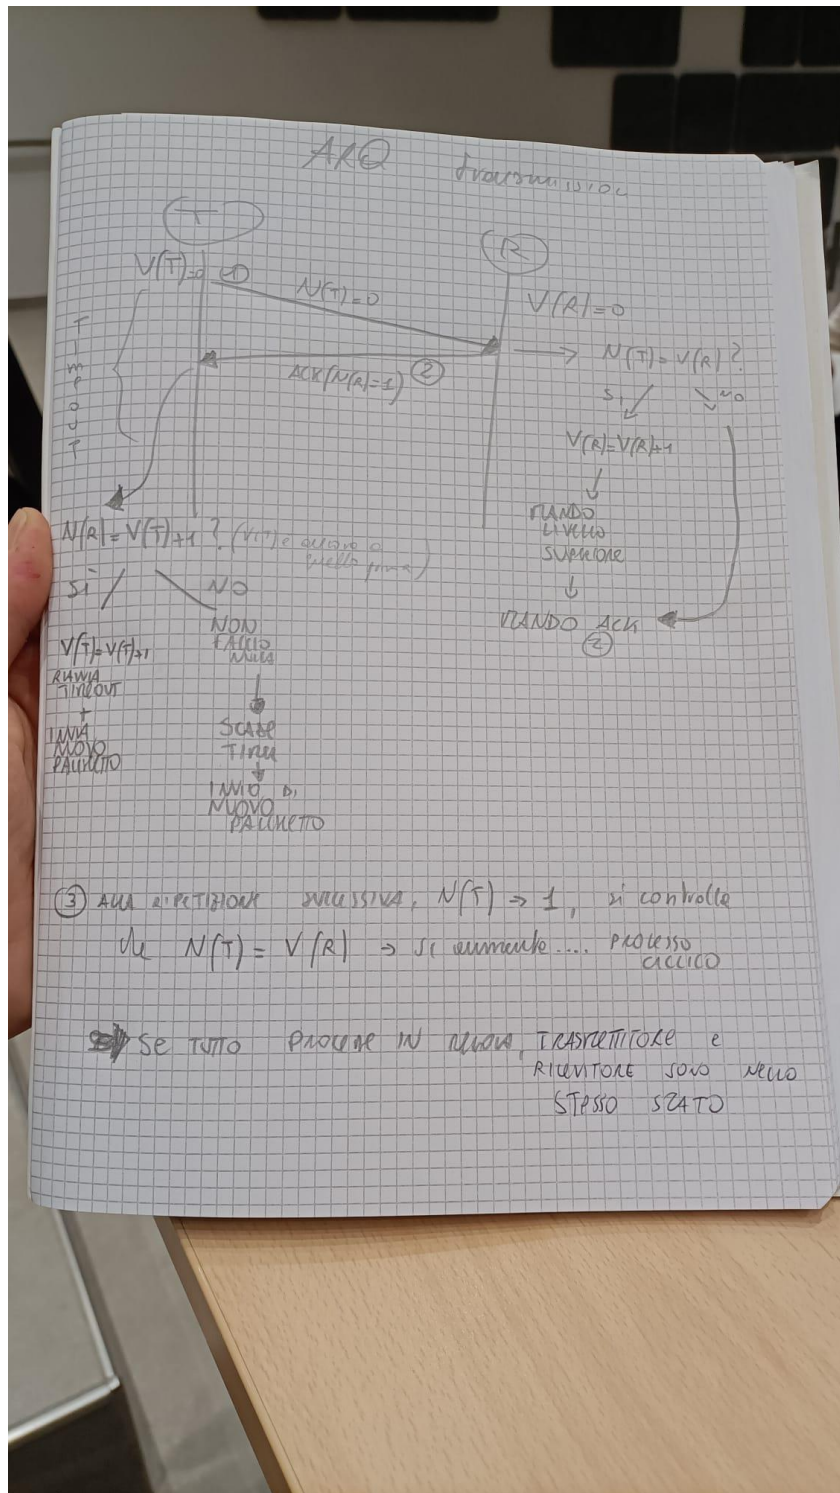 ARQ transmission
T
R
V(T)=0 ①
N(T)=0
V(R)=0
TIMEOUT
ACK(N(R)=1) ②
→ N(T)=V(R)?
Si
NO
V(R)=V(R)+1
MANDO
LIVELLO
SUPERIORE
MANDO ACK
②
N(R)=V(T)+1 ? (V(T) è ancora a
quello prima)
Si
NO
V(T)=V(T)+1
RIAVVIA
TIMEOUT
+
INVIA
NUOVO
PACCHETTO
NON
FACCIO
NULLA
SCADE
TIMER
INVIO DI
NUOVO
PACCHETTO
③ ALLA RIPETIZIONE SUCCESSIVA, N(T) → 1, si controlla
che N(T) = V(R) → si aumenta .... PROCESSO
CICLICO
SE TUTTO PROCEDE IN, TRASMETTITORE e
RICEVITORE SONO NELLO
STESSO STATO